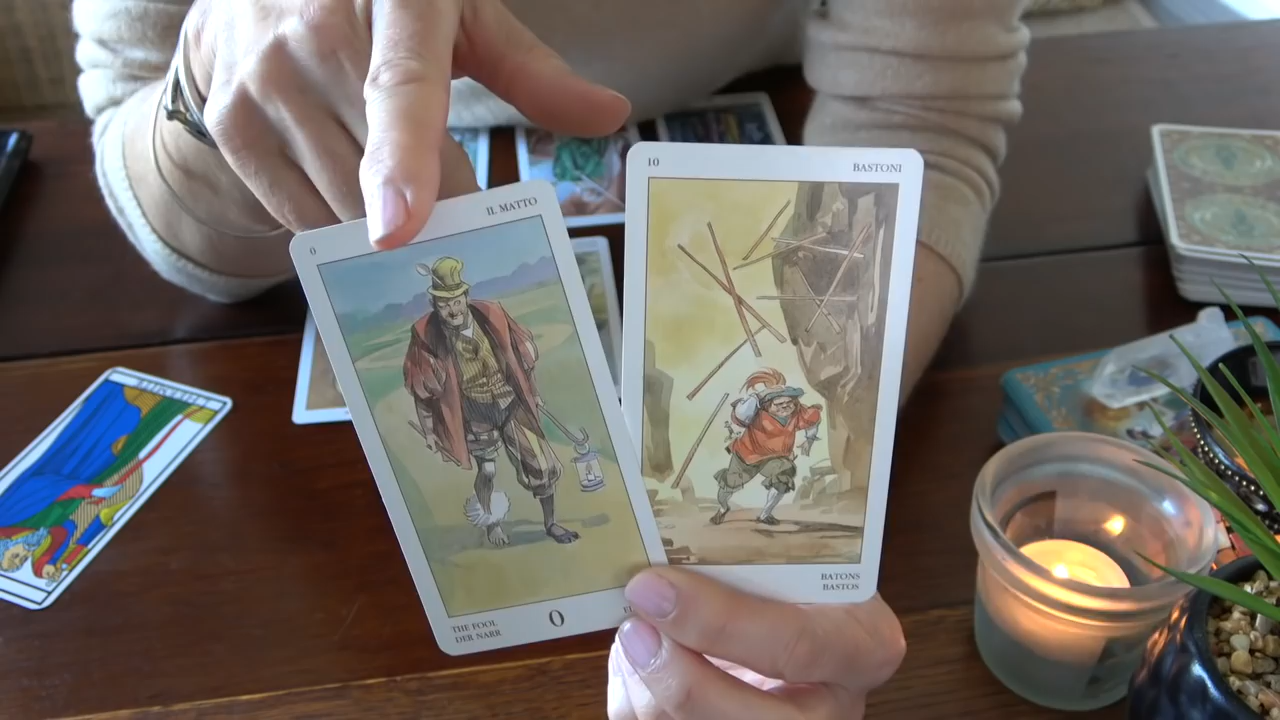 0
IL MATTO
THE FOOL
DER NARR
0
10
BASTONI
BATONS
BASTOS